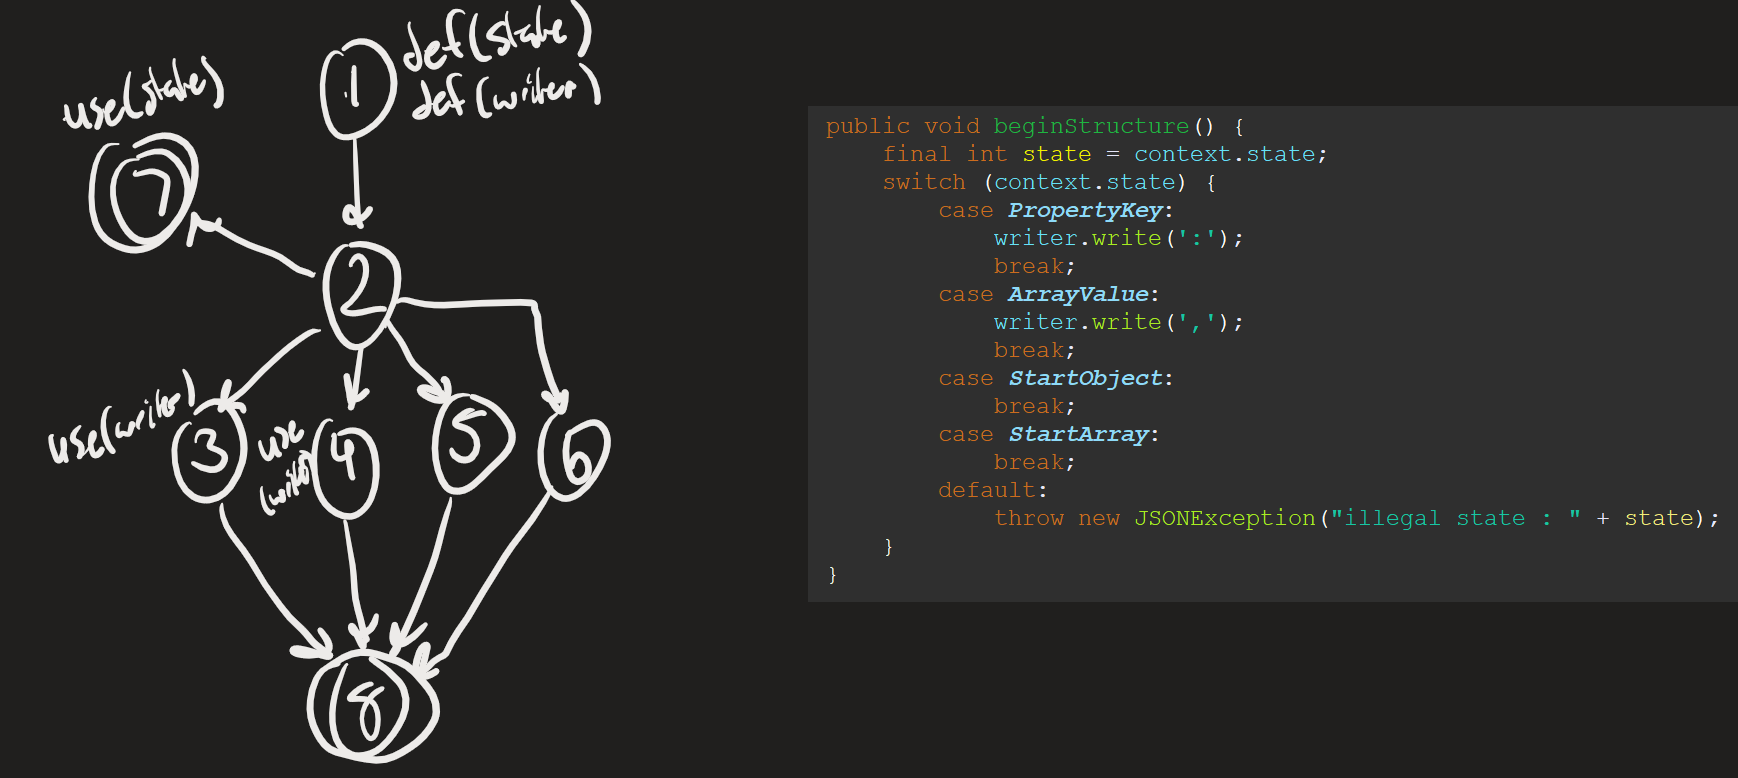 def(state)
def(writer)
1
use(state)
7
2
use(writer)
3
use
(writer)
4
5
6
8
public void beginStructure() {
    final int state = context.state;
    switch (context.state) {
        case PropertyKey:
            writer.write(':');
            break;
        case ArrayValue:
            writer.write(',');
            break;
        case StartObject:
            break;
        case StartArray:
            break;
        default:
            throw new JSONException("illegal state : " + state);
    }
}